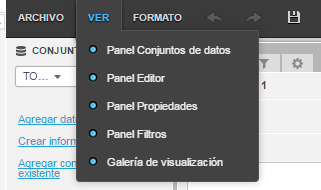 ARCHIVO VER FORMATO
CONJUNT
Panel Conjuntos de datos
TO...
Panel Editor
1
Panel Propiedades
Agregar dat
Panel Filtros
Crear inform
Galería de visualización
Agregar con
existente